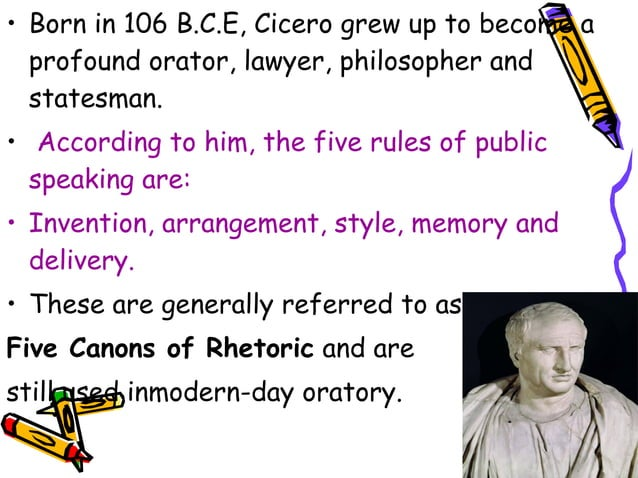 • Born in 106 B.C.E, Cicero grew up to become a
profound orator, lawyer, philosopher and
statesman.
• According to him, the five rules of public
speaking are:
• Invention, arrangement, style, memory and
delivery.
• These are generally referred to as
Five Canons of Rhetoric and are
still used inmodern-day oratory.